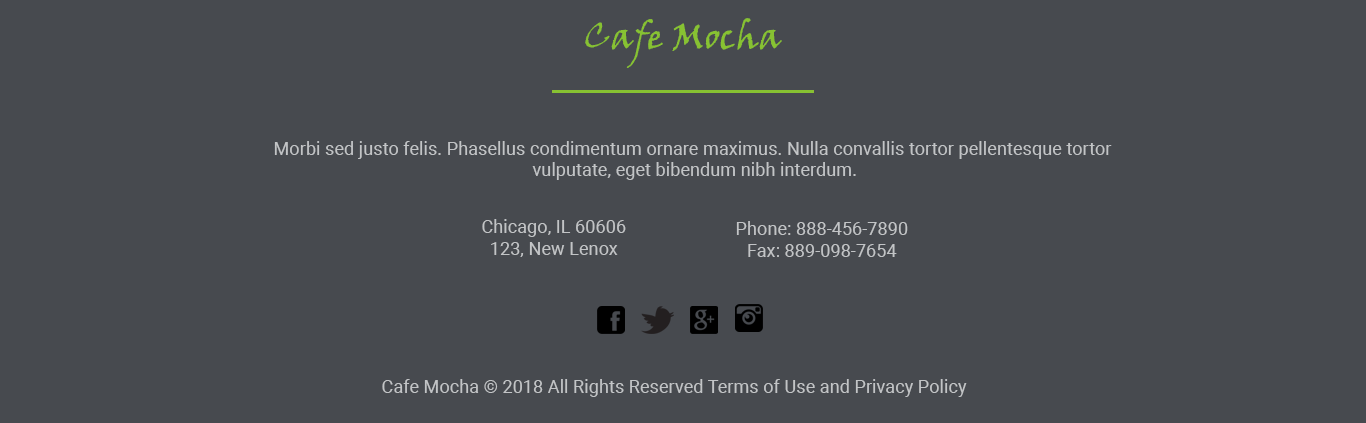 Cafe Mocha
Morbi sed justo felis. Phasellus condimentum ornare maximus. Nulla convallis tortor pellentesque tortor
vulputate, eget bibendum nibh interdum.
Chicago, IL 60606
123, New Lenox
Phone: 888-456-7890
Fax: 889-098-7654
Cafe Mocha © 2018 All Rights Reserved Terms of Use and Privacy Policy